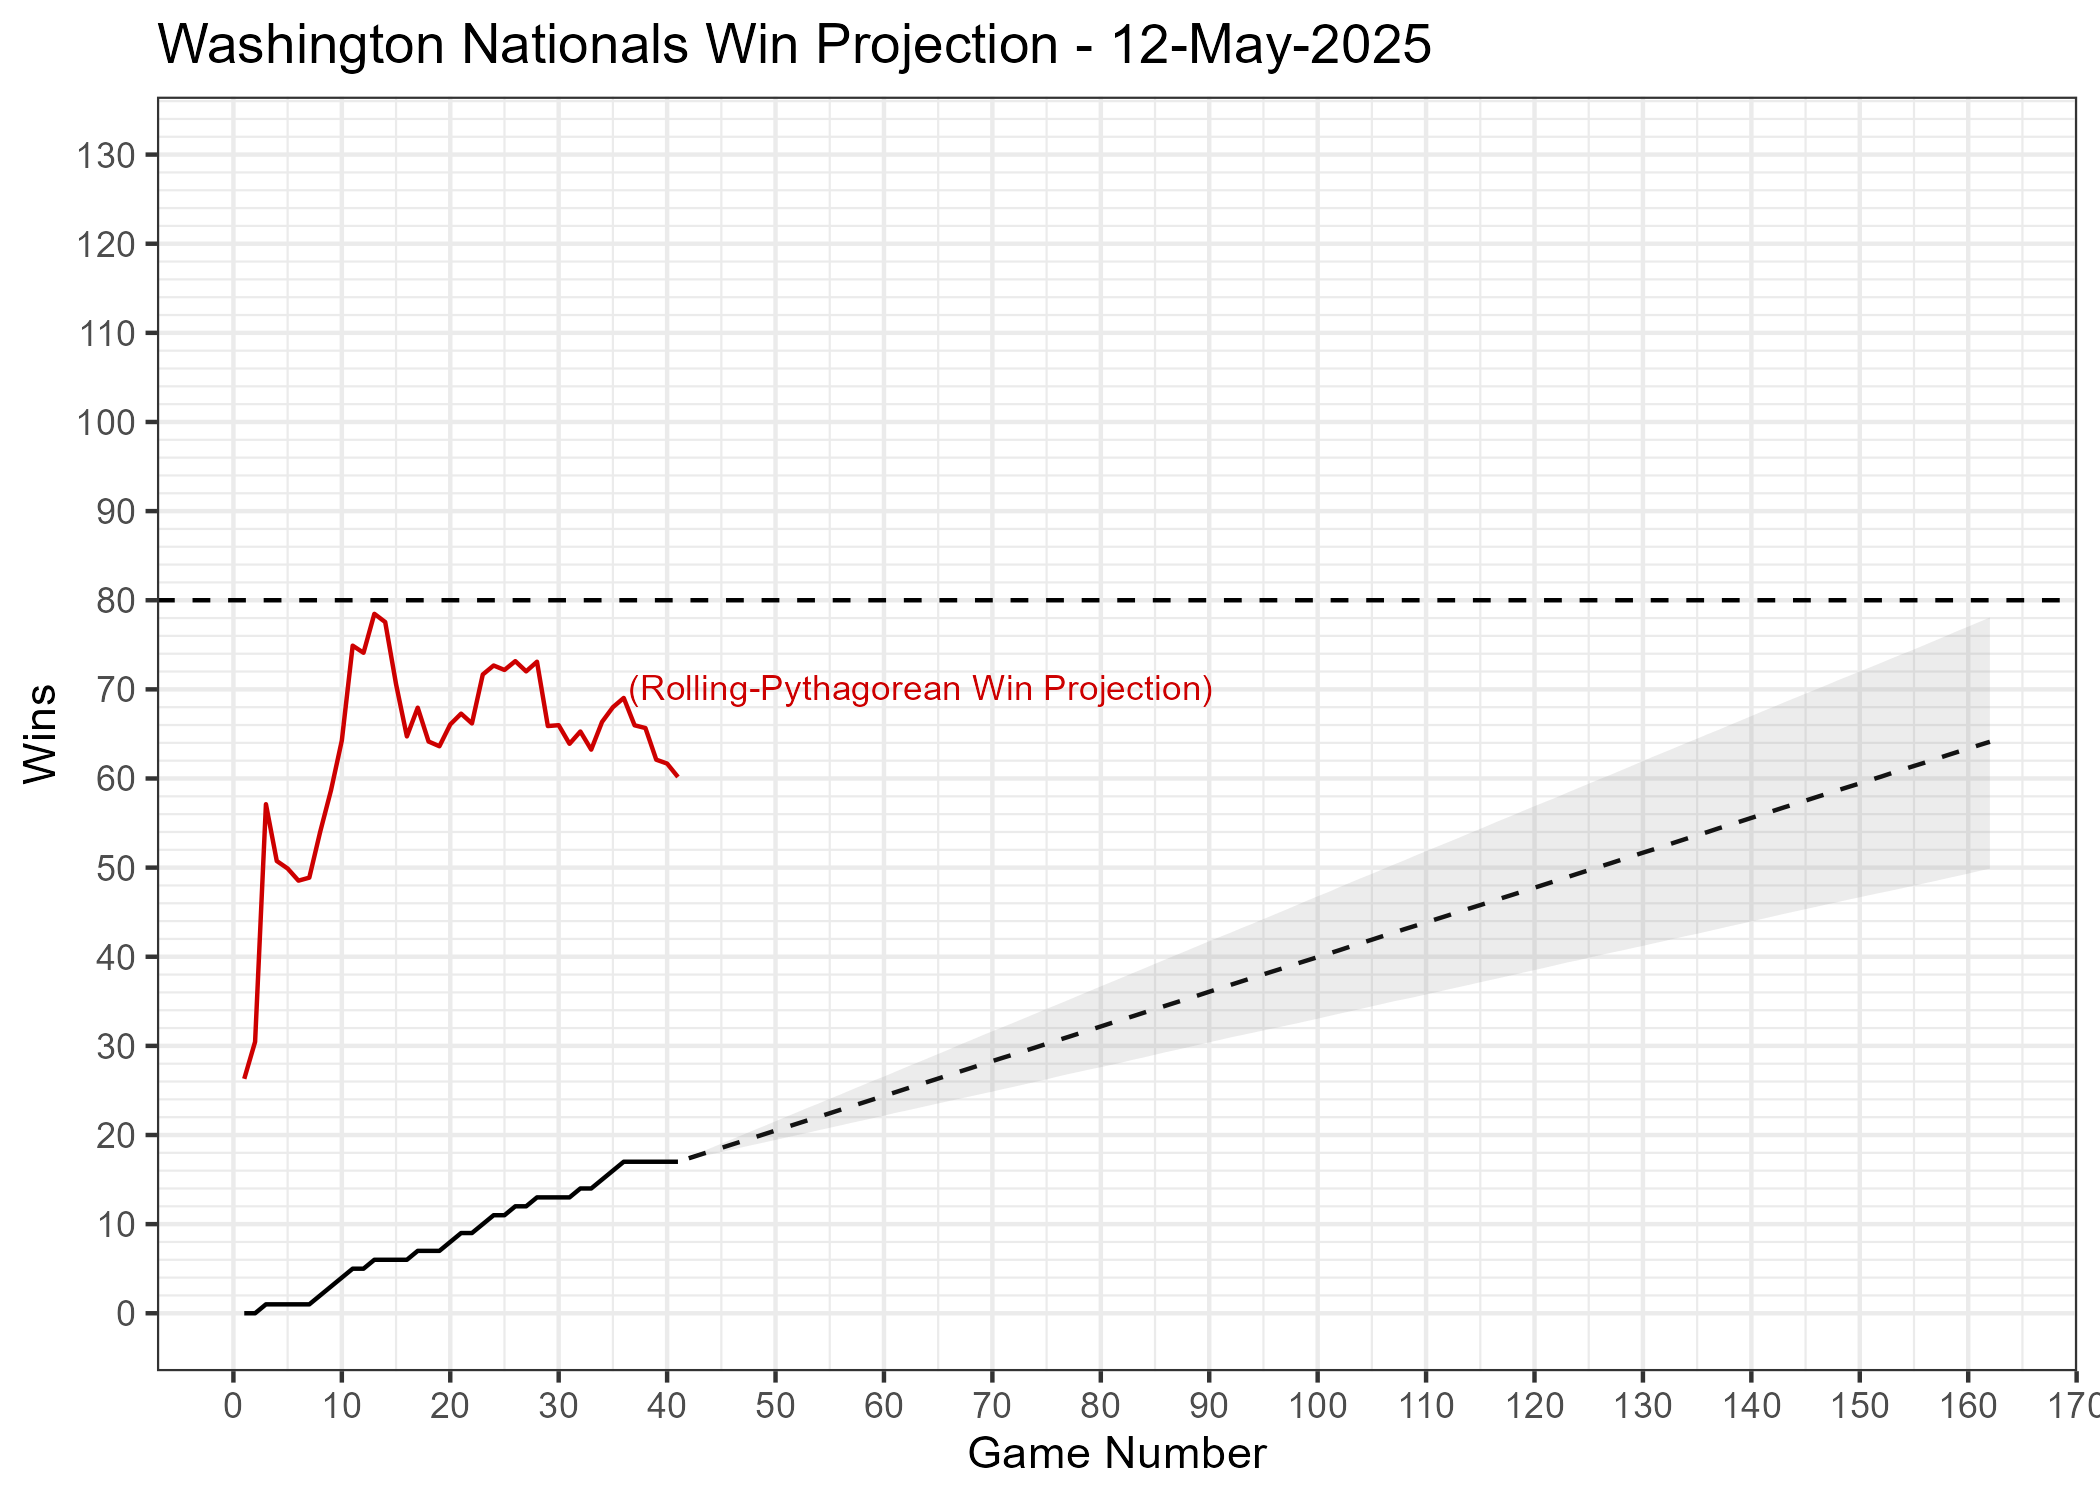 Washington Nationals Win Projection - 12-May-2025
130
120
110
100
90
80
70
60
50
40
30
20
10
0
Wins
(Rolling-Pythagorean Win Projection)
0 10 20 30 40 50 60 70 80 90 100 110 120 130 140 150 160 170
Game Number